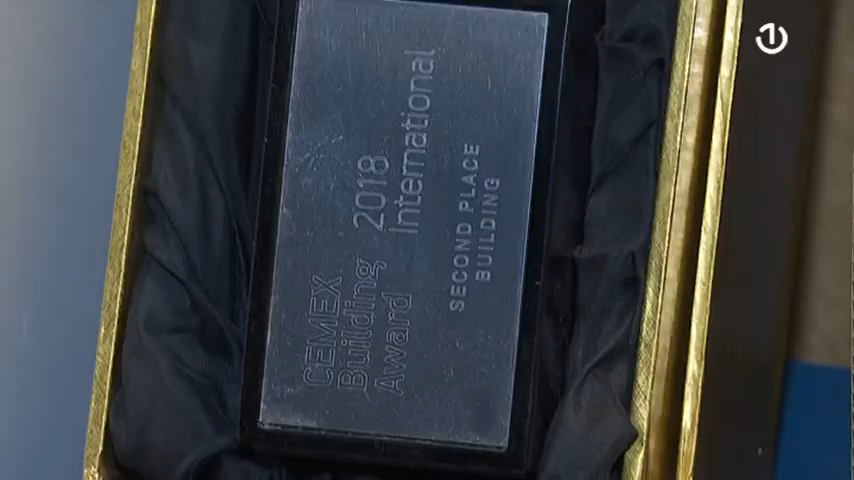 CEMEX
Building
Award
2018
International
SECOND PLACE
BUILDING